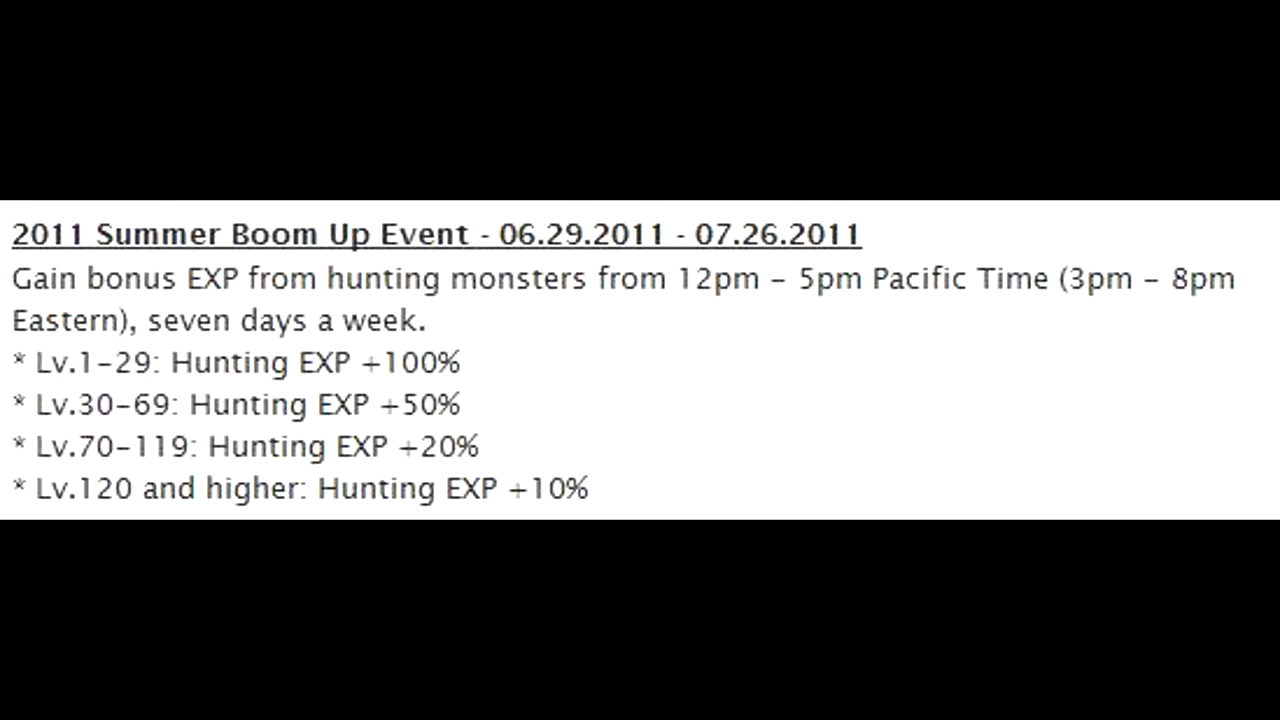 2011 Summer Boom Up Event - 06.29.2011 - 07.26.2011
Gain bonus EXP from hunting monsters from 12pm – 5pm Pacific Time (3pm – 8pm
Eastern), seven days a week.
* Lv.1–29: Hunting EXP +100%
* Lv.30–69: Hunting EXP +50%
* Lv.70–119: Hunting EXP +20%
* Lv.120 and higher: Hunting EXP +10%